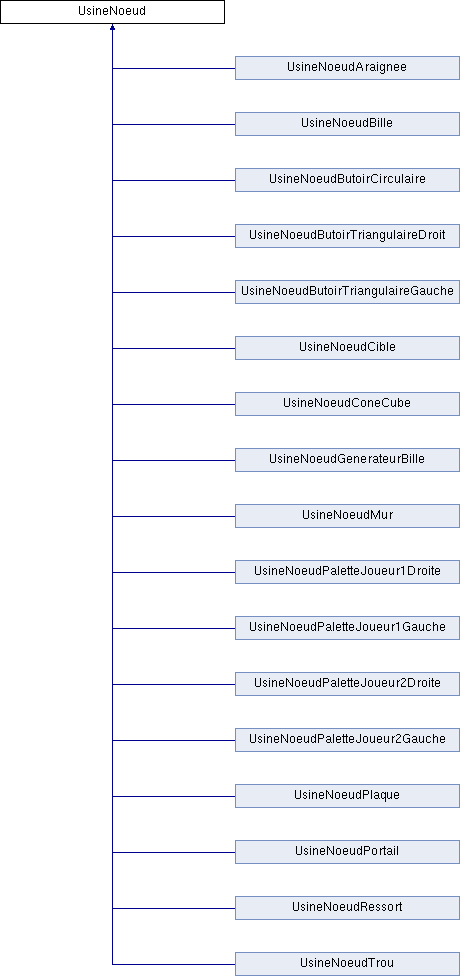 UsineNoeud
UsineNoeudAraignee
UsineNoeudBille
UsineNoeudButoirCirculaire
UsineNoeudButoirTriangulaireDroit
UsineNoeudButoirTriangulaireGauche
UsineNoeudCible
UsineNoeudConeCube
UsineNoeudGenerateurBille
UsineNoeudMur
UsineNoeudPaletteJoueur1Droite
UsineNoeudPaletteJoueur1Gauche
UsineNoeudPaletteJoueur2Droite
UsineNoeudPaletteJoueur2Gauche
UsineNoeudPlaque
UsineNoeudPortail
UsineNoeudRessort
UsineNoeudTrou